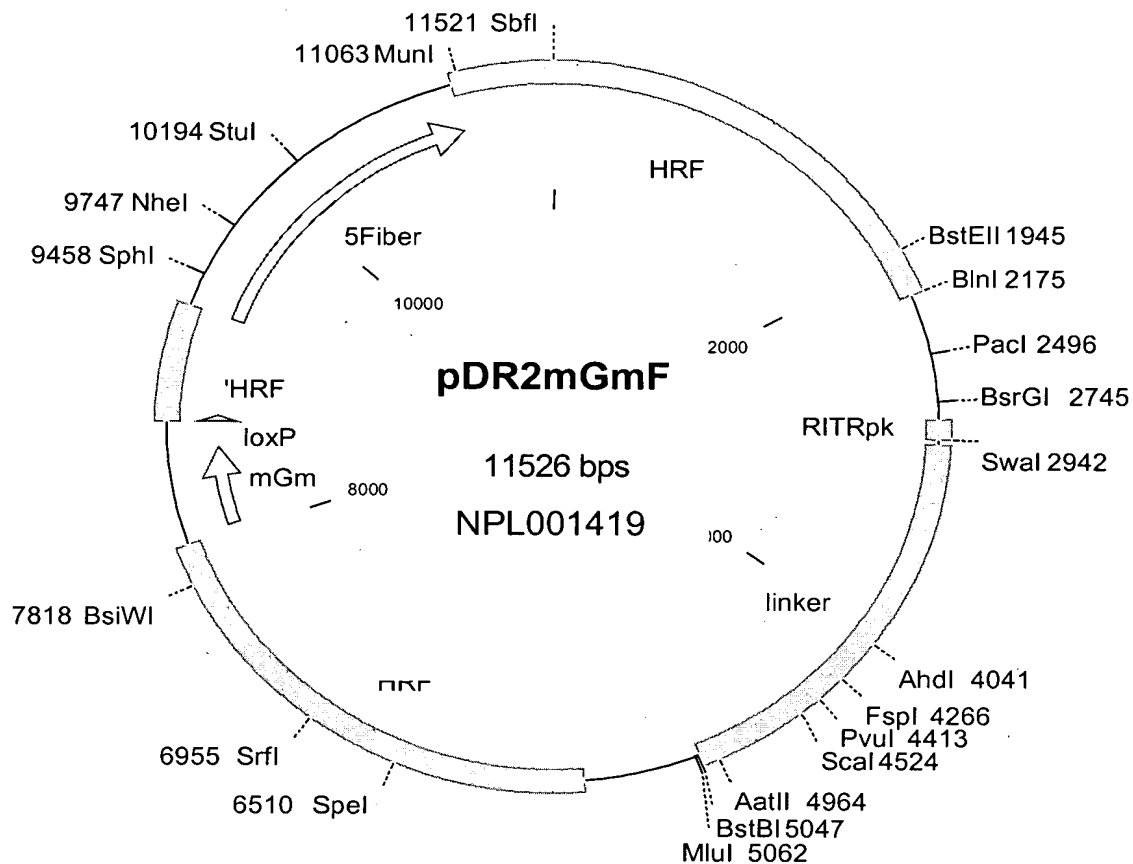 11521 SbfI
11063 MunI
10194 StuI
HRF
9747 NheI
5Fiber
BstEII 1945
9458 SphI
BlnI 2175
10000
2000
PacI 2496
pDR2mGmF
'HRF
BsrGI 2745
RITRpk
loxP
11526 bps
SwaI 2942
mGm
8000
NPL001419
linker
7818 BsiWI
AhdI 4041
FspI 4266
PvuI 4413
6955 SrfI
ScaI 4524
6510 SpeI
AatII 4964
BstBI 5047
MluI 5062